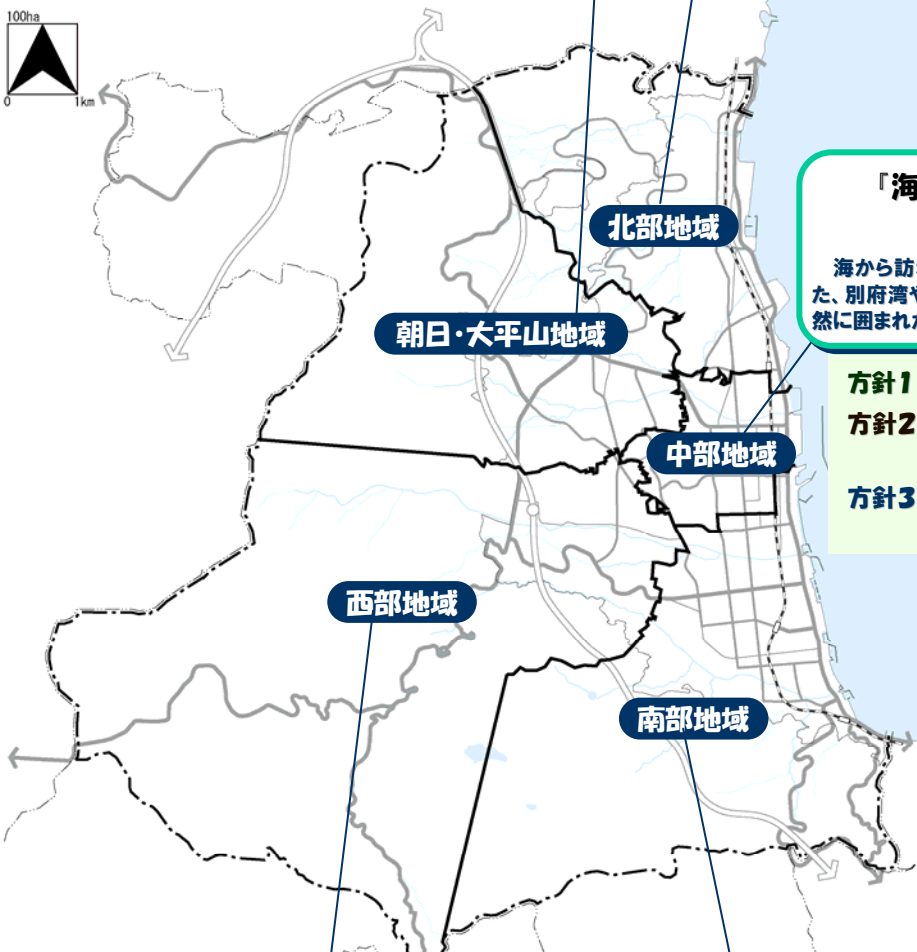 100ha
0 1km
北部地域
『海
海から訪
た、別府湾や
然に囲まれた
朝日・大平山地域
方針1
方針2
中部地域
方針3
西部地域
南部地域